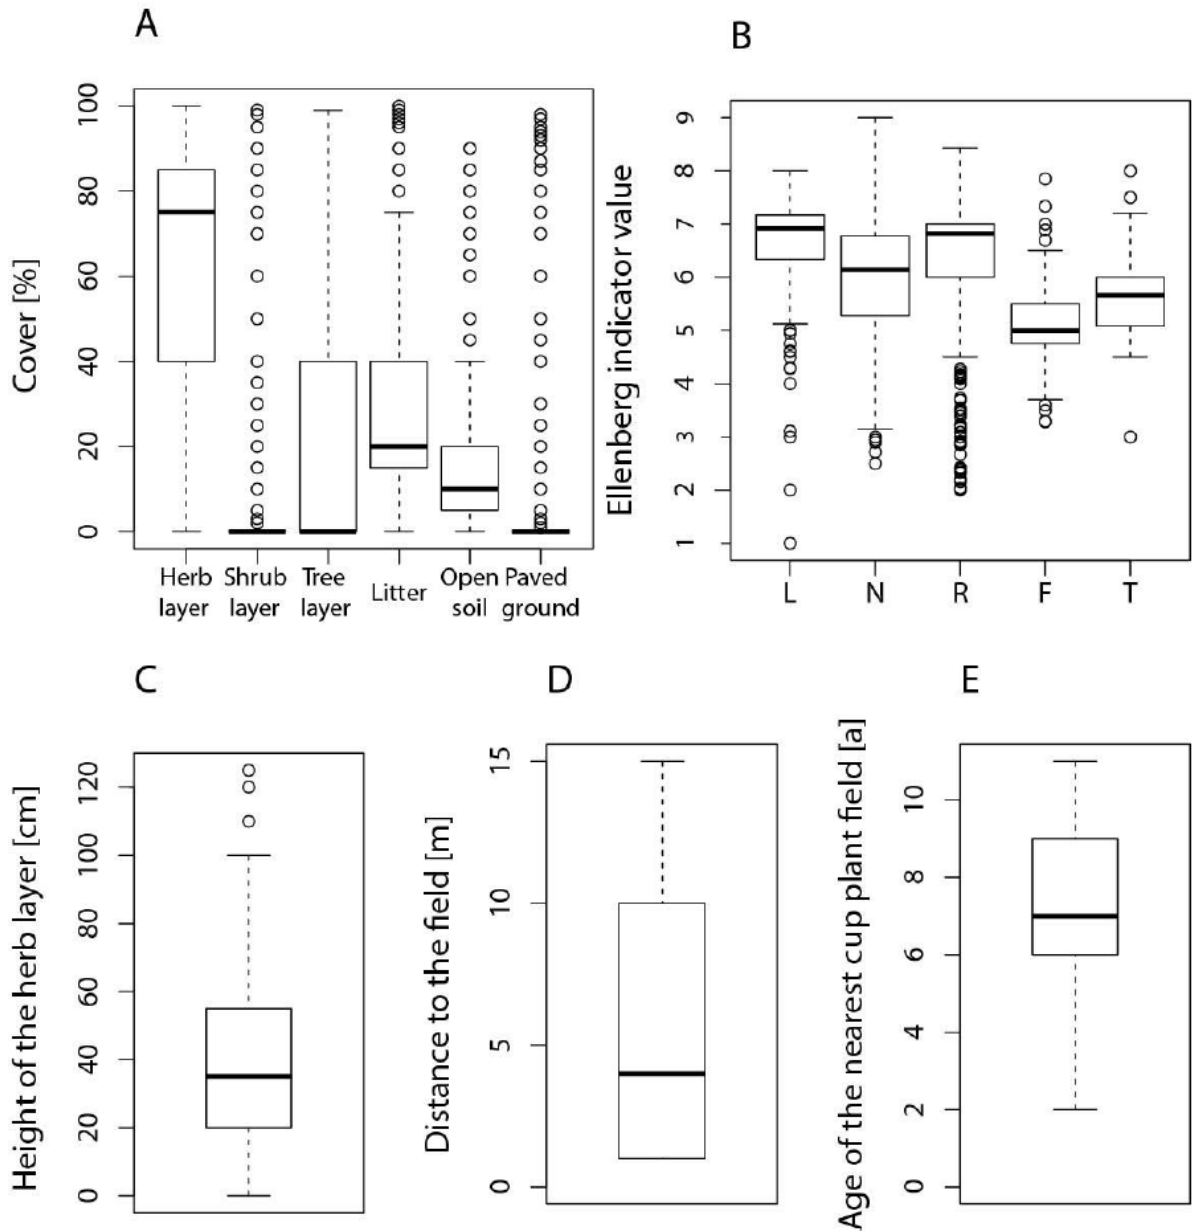 A
B
Cover [%]
100
80
60
40
20
0
Herb Shrub Tree Litter Open Paved
layer layer layer soil ground
Ellenberg indicator value
9
8
7
6
5
4
3
2
1
L N R F T
C
D
E
Height of the herb layer [cm]
120
100
80
60
40
20
0
Distance to the field [m]
15
10
5
0
Age of the nearest cup plant field [a]
10
8
6
4
2
0